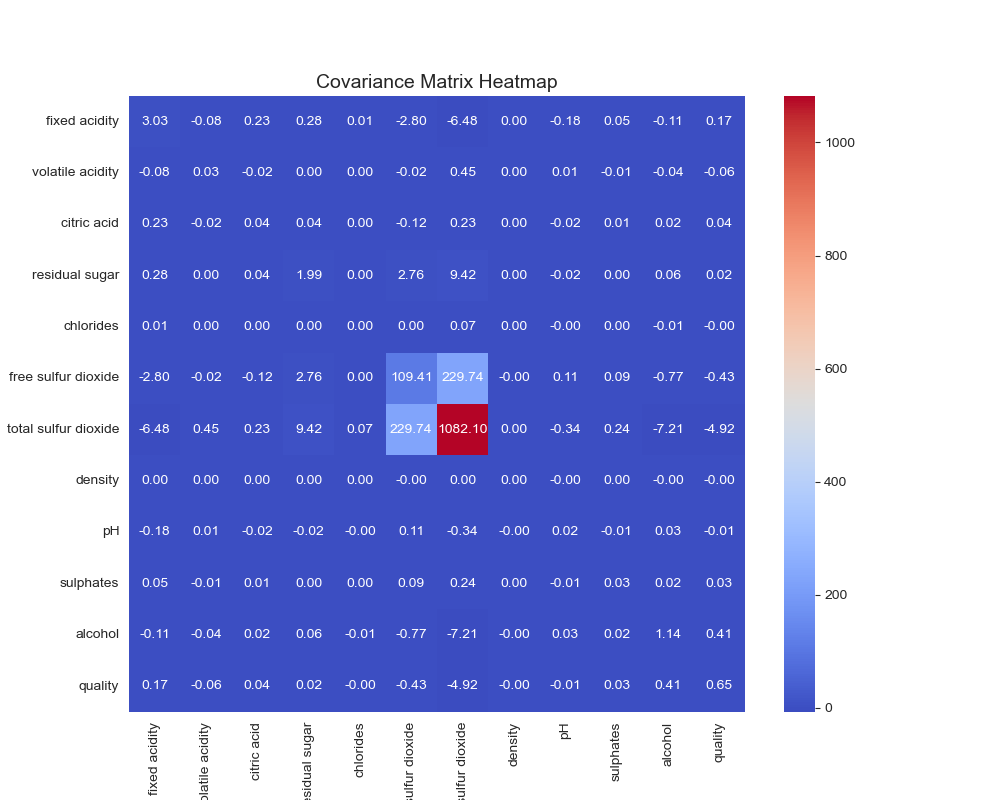 Covariance Matrix Heatmap
fixed acidity 3.03 -0.08 0.23 0.28 0.01 -2.80 -6.48 0.00 -0.18 0.05 -0.11 0.17
volatile acidity -0.08 0.03 -0.02 0.00 0.00 -0.02 0.45 0.00 0.01 -0.01 -0.04 -0.06
citric acid 0.23 -0.02 0.04 0.04 0.00 -0.12 0.23 0.00 -0.02 0.01 0.02 0.04
residual sugar 0.28 0.00 0.04 1.99 0.00 2.76 9.42 0.00 -0.02 0.00 0.06 0.02
chlorides 0.01 0.00 0.00 0.00 0.00 0.00 0.07 0.00 -0.00 0.00 -0.01 -0.00
free sulfur dioxide -2.80 -0.02 -0.12 2.76 0.00 109.41 229.74 -0.00 0.11 0.09 -0.77 -0.43
total sulfur dioxide -6.48 0.45 0.23 9.42 0.07 229.74 1082.10 0.00 -0.34 0.24 -7.21 -4.92
density 0.00 0.00 0.00 0.00 0.00 -0.00 0.00 0.00 -0.00 0.00 -0.00 -0.00
pH -0.18 0.01 -0.02 -0.02 -0.00 0.11 -0.34 -0.00 0.02 -0.01 0.03 -0.01
sulphates 0.05 -0.01 0.01 0.00 0.00 0.09 0.24 0.00 -0.01 0.03 0.02 0.03
alcohol -0.11 -0.04 0.02 0.06 -0.01 -0.77 -7.21 -0.00 0.03 0.02 1.14 0.41
quality 0.17 -0.06 0.04 0.02 -0.00 -0.43 -4.92 -0.00 -0.01 0.03 0.41 0.65
fixed acidity
olatile acidity
citric acid
esidual sugar
chlorides
sulfur dioxide
sulfur dioxide
density
pH
sulphates
alcohol
quality
1000
800
600
400
200
0